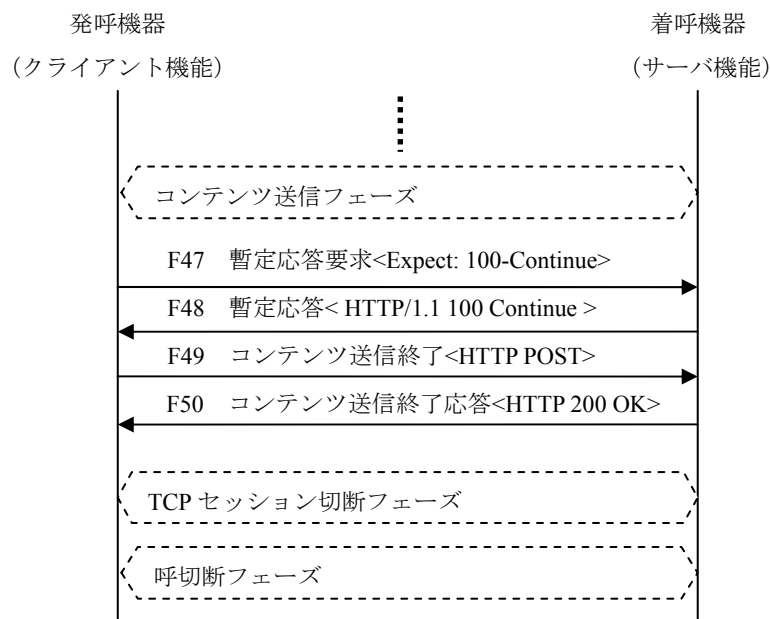 発呼機器
(クライアント機能)
着呼機器
(サーバ機能)
コンテンツ送信フェーズ
F47 暫定応答要求<Expect: 100-Continue>
F48 暫定応答< HTTP/1.1 100 Continue >
F49 コンテンツ送信終了<HTTP POST>
F50 コンテンツ送信終了応答<HTTP 200 OK>
TCP セッション切断フェーズ
呼切断フェーズ